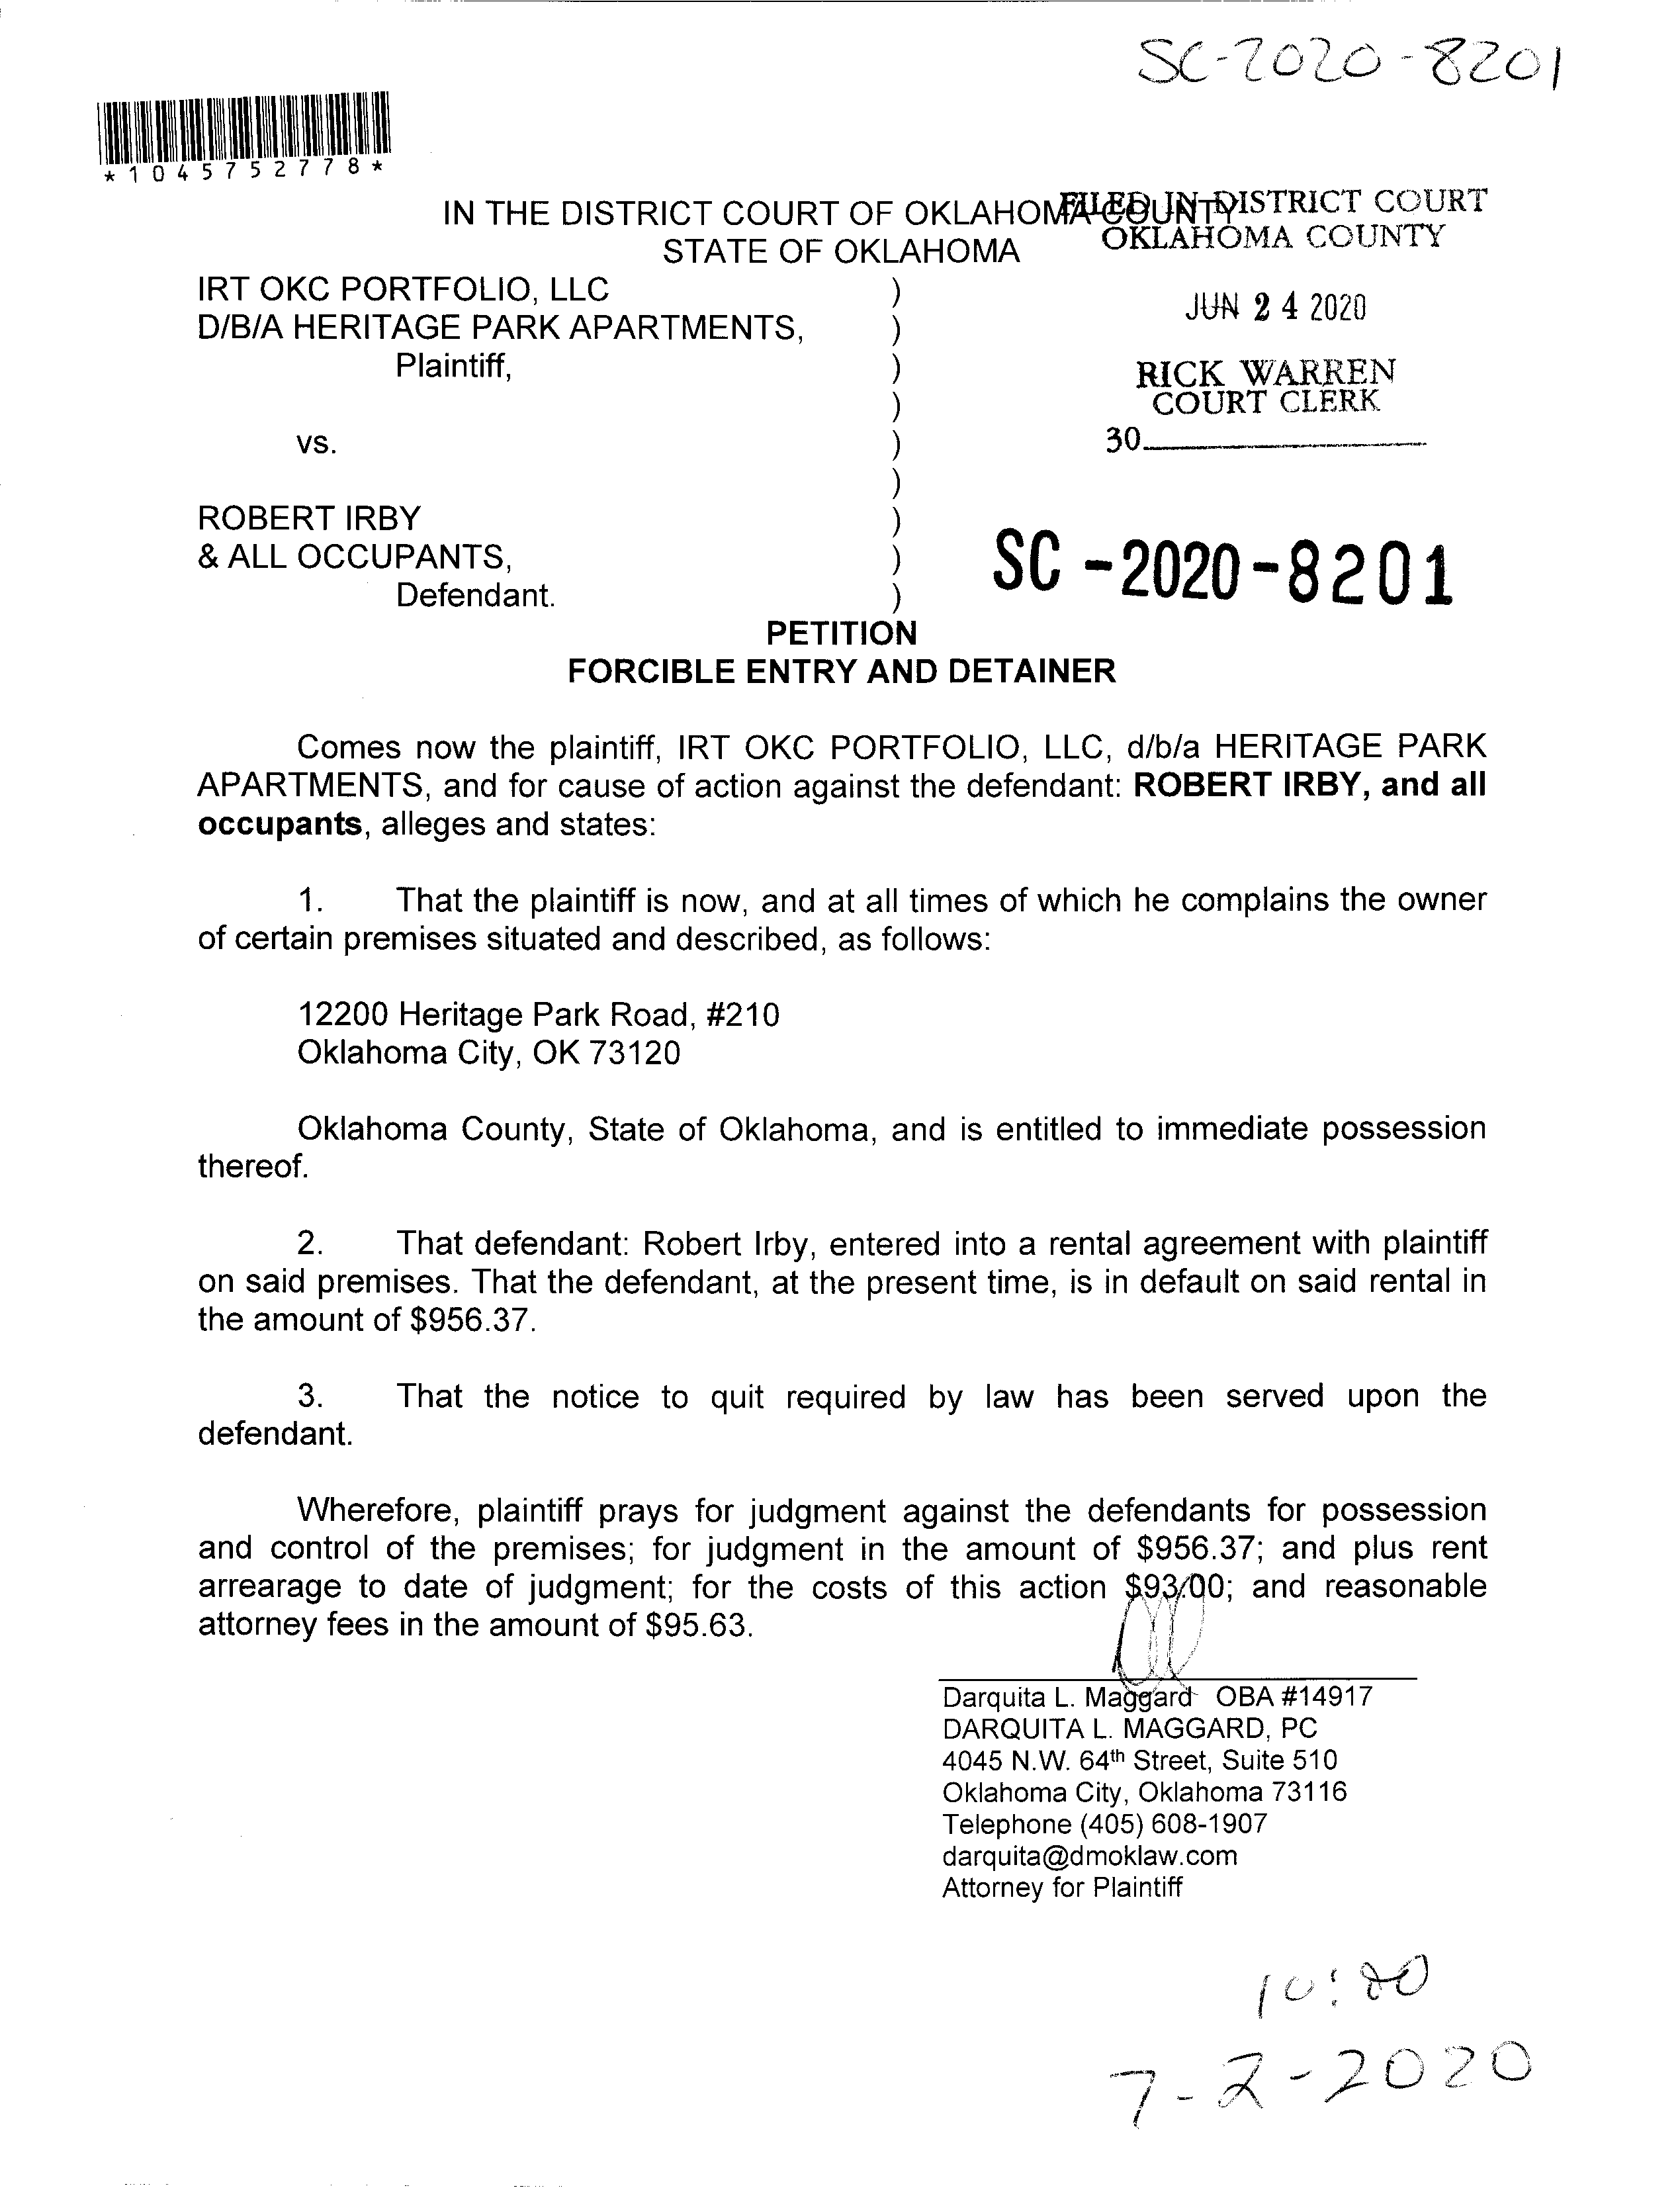 SC-2020-8201
*1045752778*
IN THE DISTRICT COURT OF OKLAHOMA COUNTY
STATE OF OKLAHOMA
FILED IN DISTRICT COURT
OKLAHOMA COUNTY
JUN 24 2020
RICK WARREN
COURT CLERK
30
IRT OKC PORTFOLIO, LLC )
D/B/A HERITAGE PARK APARTMENTS, )
Plaintiff, )
)
vs. )
)
ROBERT IRBY )
& ALL OCCUPANTS, )
Defendant. )
SC-2020-8201
PETITION
FORCIBLE ENTRY AND DETAINER
Comes now the plaintiff, IRT OKC PORTFOLIO, LLC, d/b/a HERITAGE PARK
APARTMENTS, and for cause of action against the defendant: ROBERT IRBY, and all
occupants, alleges and states:
1. That the plaintiff is now, and at all times of which he complains the owner
of certain premises situated and described, as follows:
12200 Heritage Park Road, #210
Oklahoma City, OK 73120
Oklahoma County, State of Oklahoma, and is entitled to immediate possession
thereof.
2. That defendant: Robert Irby, entered into a rental agreement with plaintiff
on said premises. That the defendant, at the present time, is in default on said rental in
the amount of $956.37.
3. That the notice to quit required by law has been served upon the
defendant.
Wherefore, plaintiff prays for judgment against the defendants for possession
and control of the premises; for judgment in the amount of $956.37; and plus rent
arrearage to date of judgment; for the costs of this action $93.00; and reasonable
attorney fees in the amount of $95.63.
Darquita L. Maggard OBA #14917
DARQUITA L. MAGGARD, PC
4045 N.W. 64th Street, Suite 510
Oklahoma City, Oklahoma 73116
Telephone (405) 608-1907
darquita@dmoklaw.com
Attorney for Plaintiff
7-2-2020